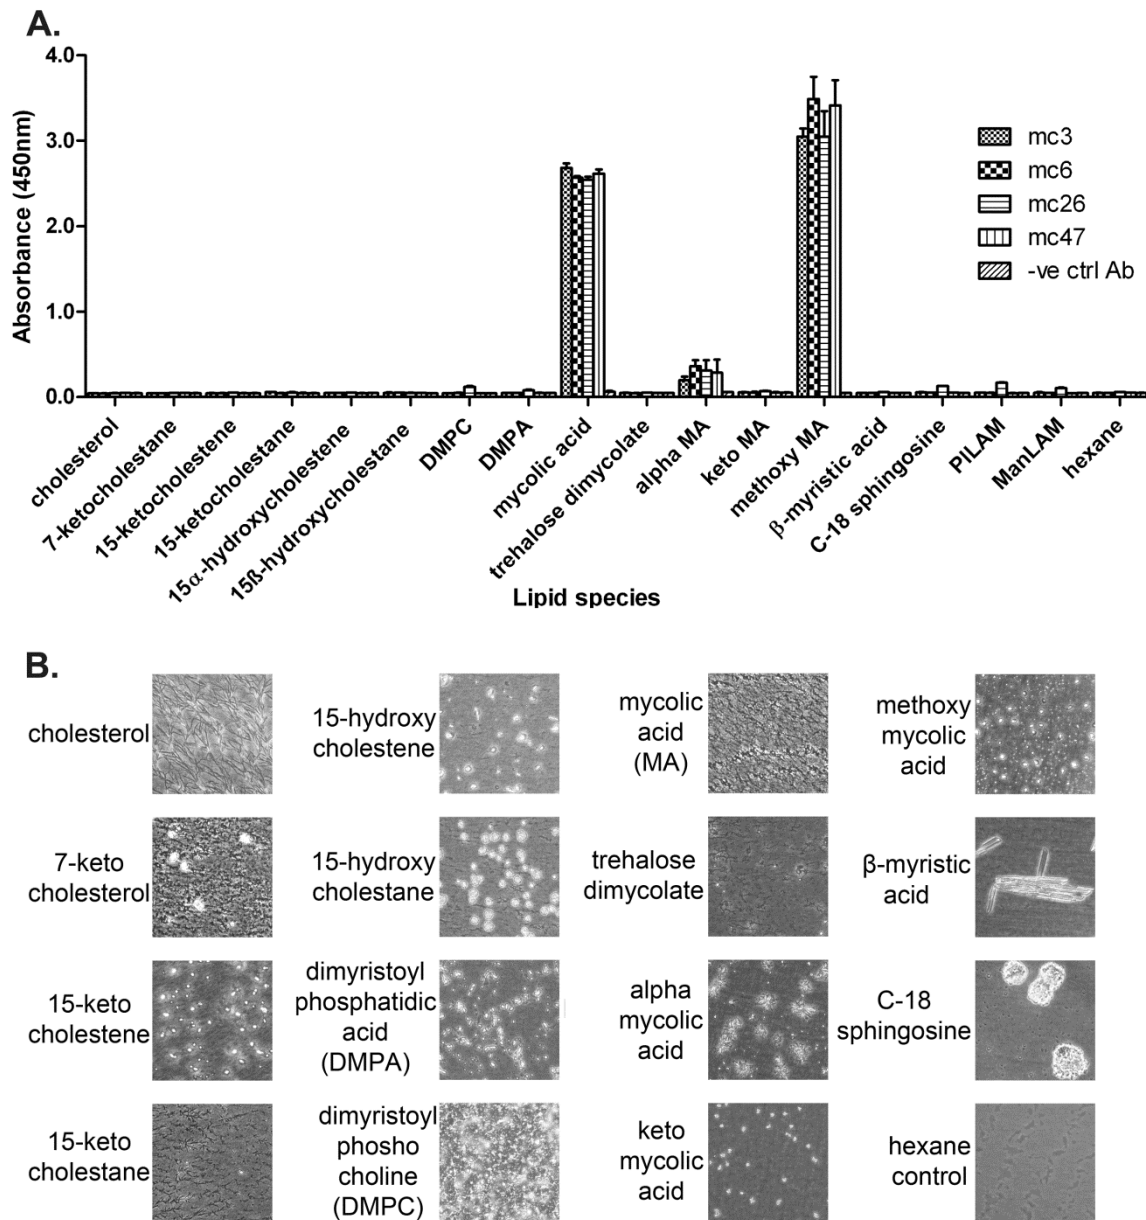 A.
4.0
3.0
2.0
1.0
0.0
Absorbance (450nm)
mc3
mc6
mc26
mc47
-ve ctrl Ab
cholesterol
7-ketocholestane
15-ketocholestene
15-ketocholestane
15α-hydroxycholestene
15ß-hydroxycholestane
DMPC
DMPA
mycolic acid
trehalose dimycolate
alpha MA
keto MA
methoxy MA
β-myristic acid
C-18 sphingosine
PILAM
ManLAM
hexane
Lipid species
B.
cholesterol
15-hydroxy
cholestene
mycolic
acid
(MA)
methoxy
mycolic
acid
7-keto
cholesterol
15-hydroxy
cholestane
trehalose
dimycolate
β-myristic
acid
15-keto
cholestene
dimyristoyl
phosphatidic
acid
(DMPA)
alpha
mycolic
acid
C-18
sphingosine
15-keto
cholestane
dimyristoyl
phosho
choline
(DMPC)
keto
mycolic
acid
hexane
control